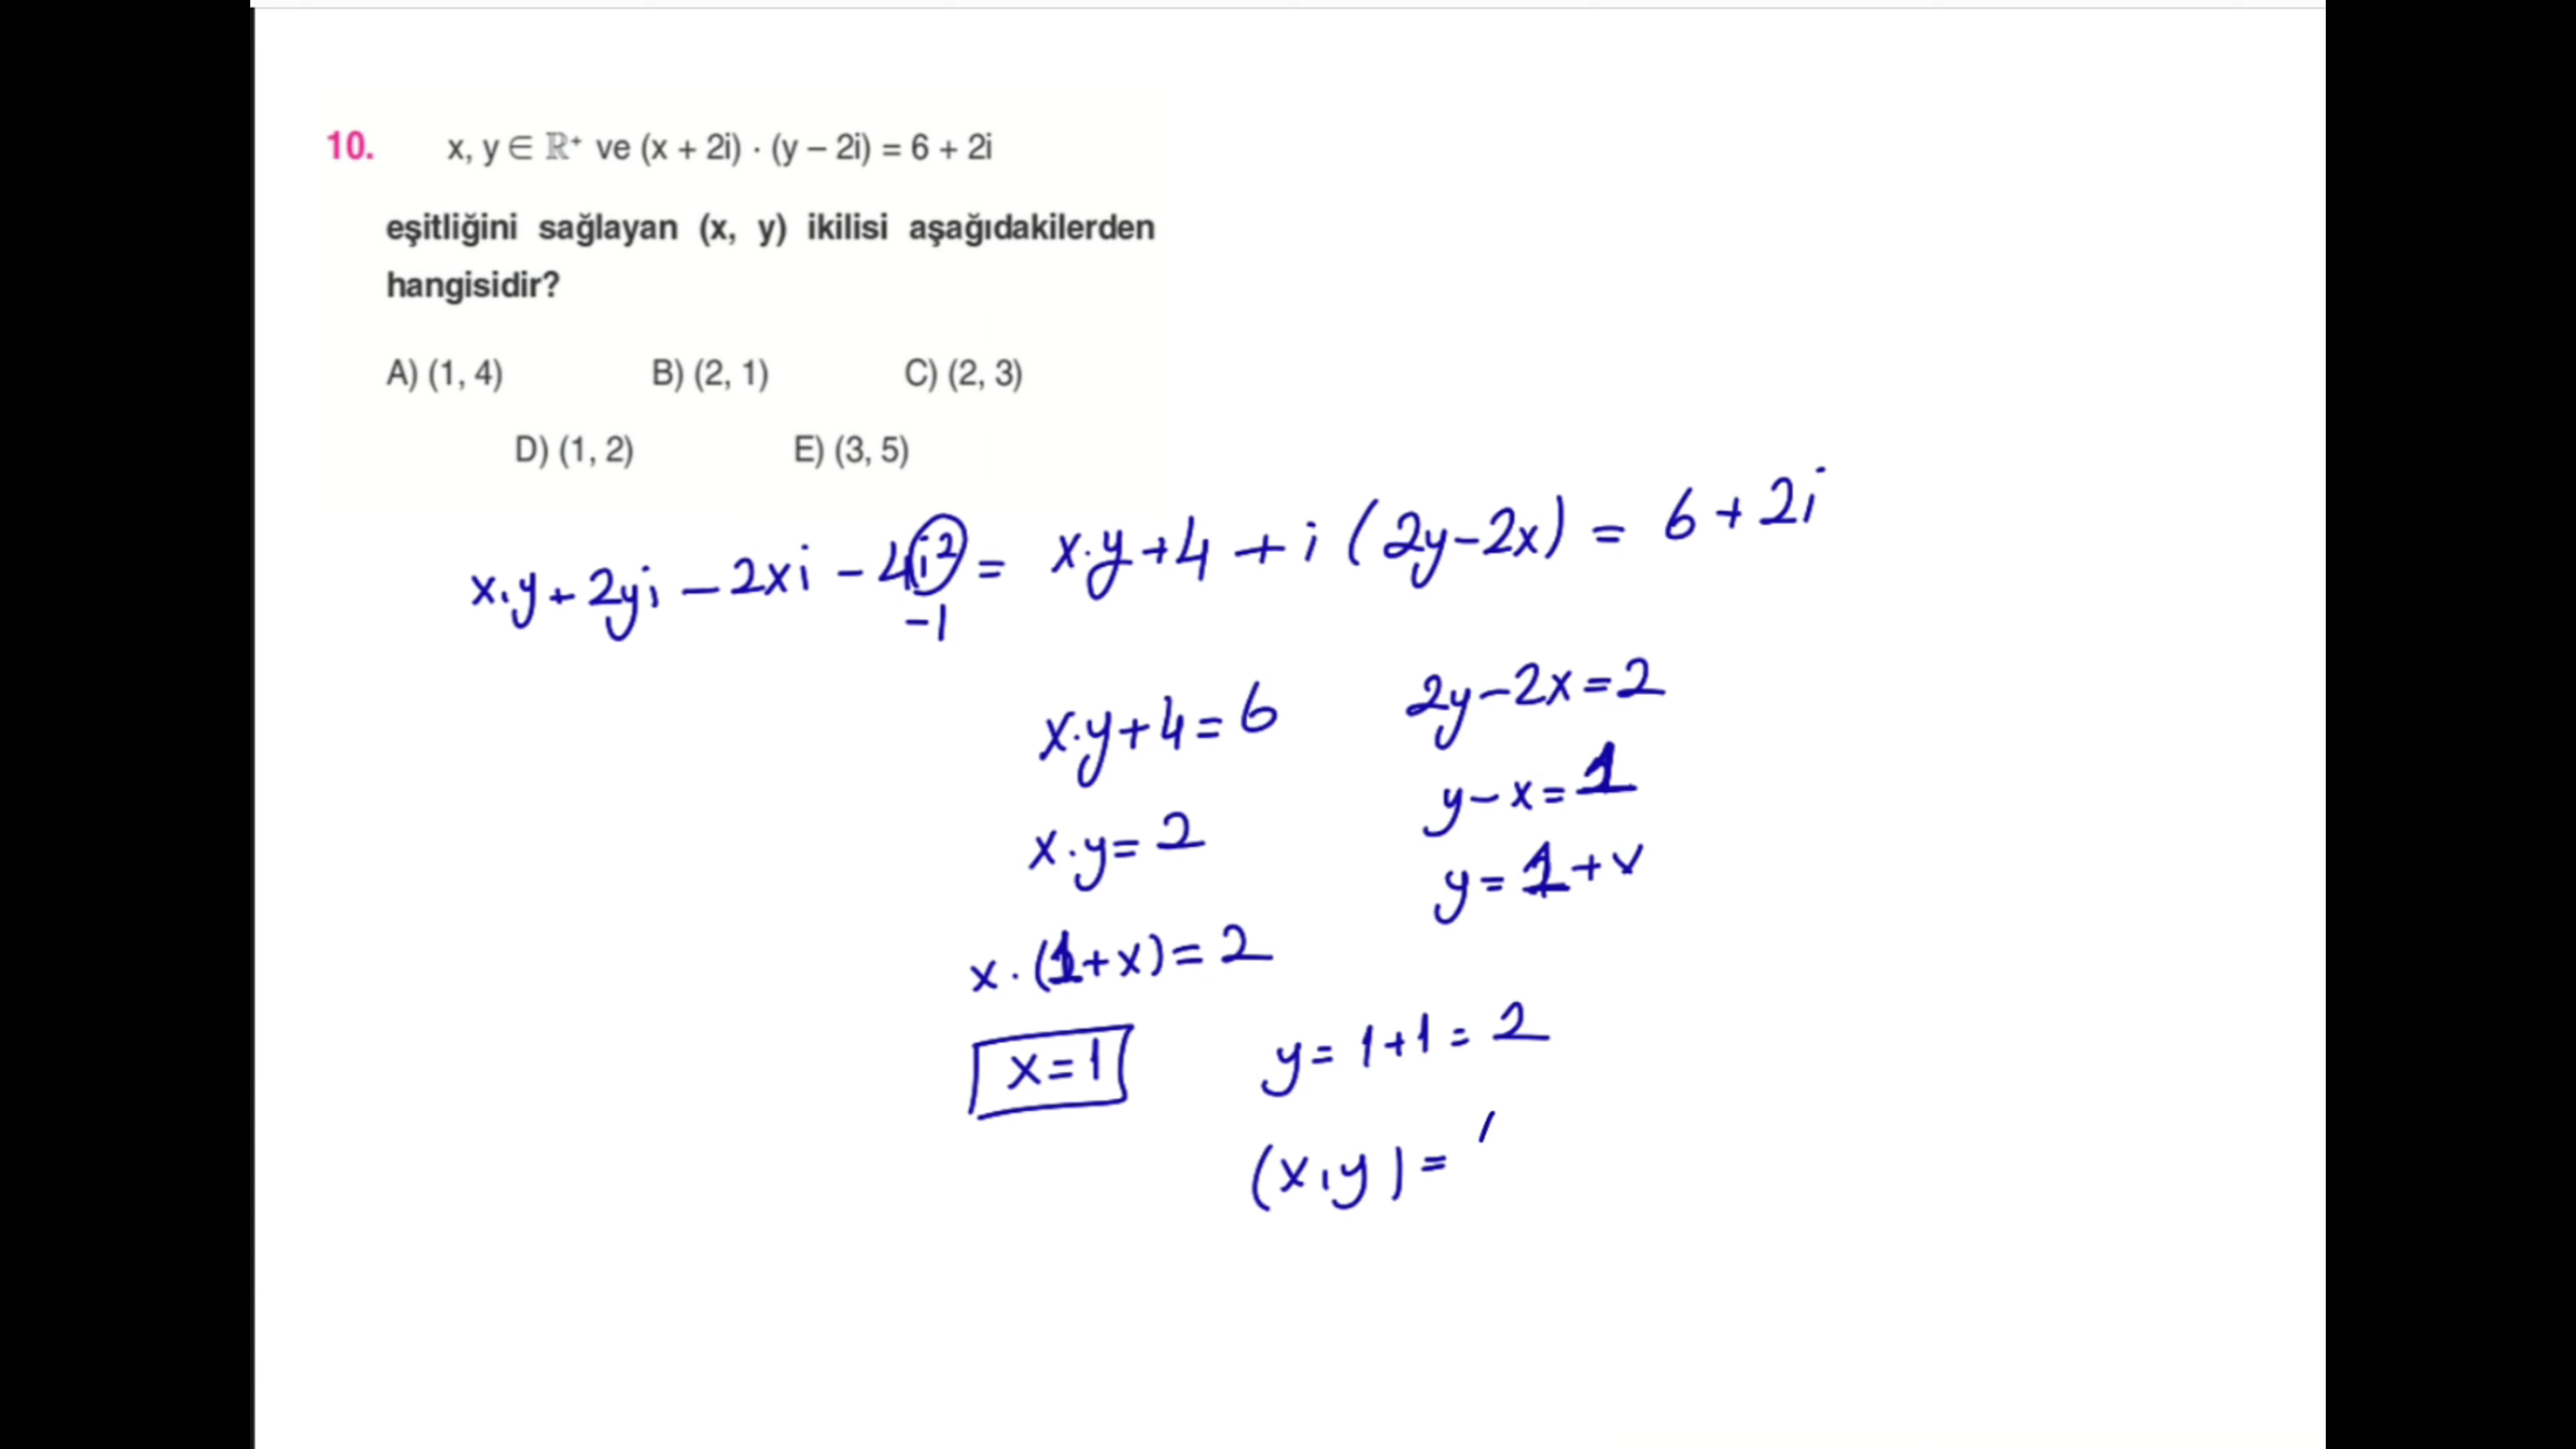 10. x, y ∈ ℝ⁺ ve (x + 2i) · (y – 2i) = 6 + 2i
eşitliğini sağlayan (x, y) ikilisi aşağıdakilerden
hangisidir?
A) (1, 4) B) (2, 1) C) (2, 3)
D) (1, 2) E) (3, 5)
x.y + 2yi – 2xi – 4i² = x.y + 4 + i (2y – 2x) = 6 + 2i
-1
x.y + 4 = 6 2y – 2x = 2
x.y = 2 y – x = 1
y = 1 + x
x . (1 + x) = 2
x = 1 y = 1 + 1 = 2
(x,y) =